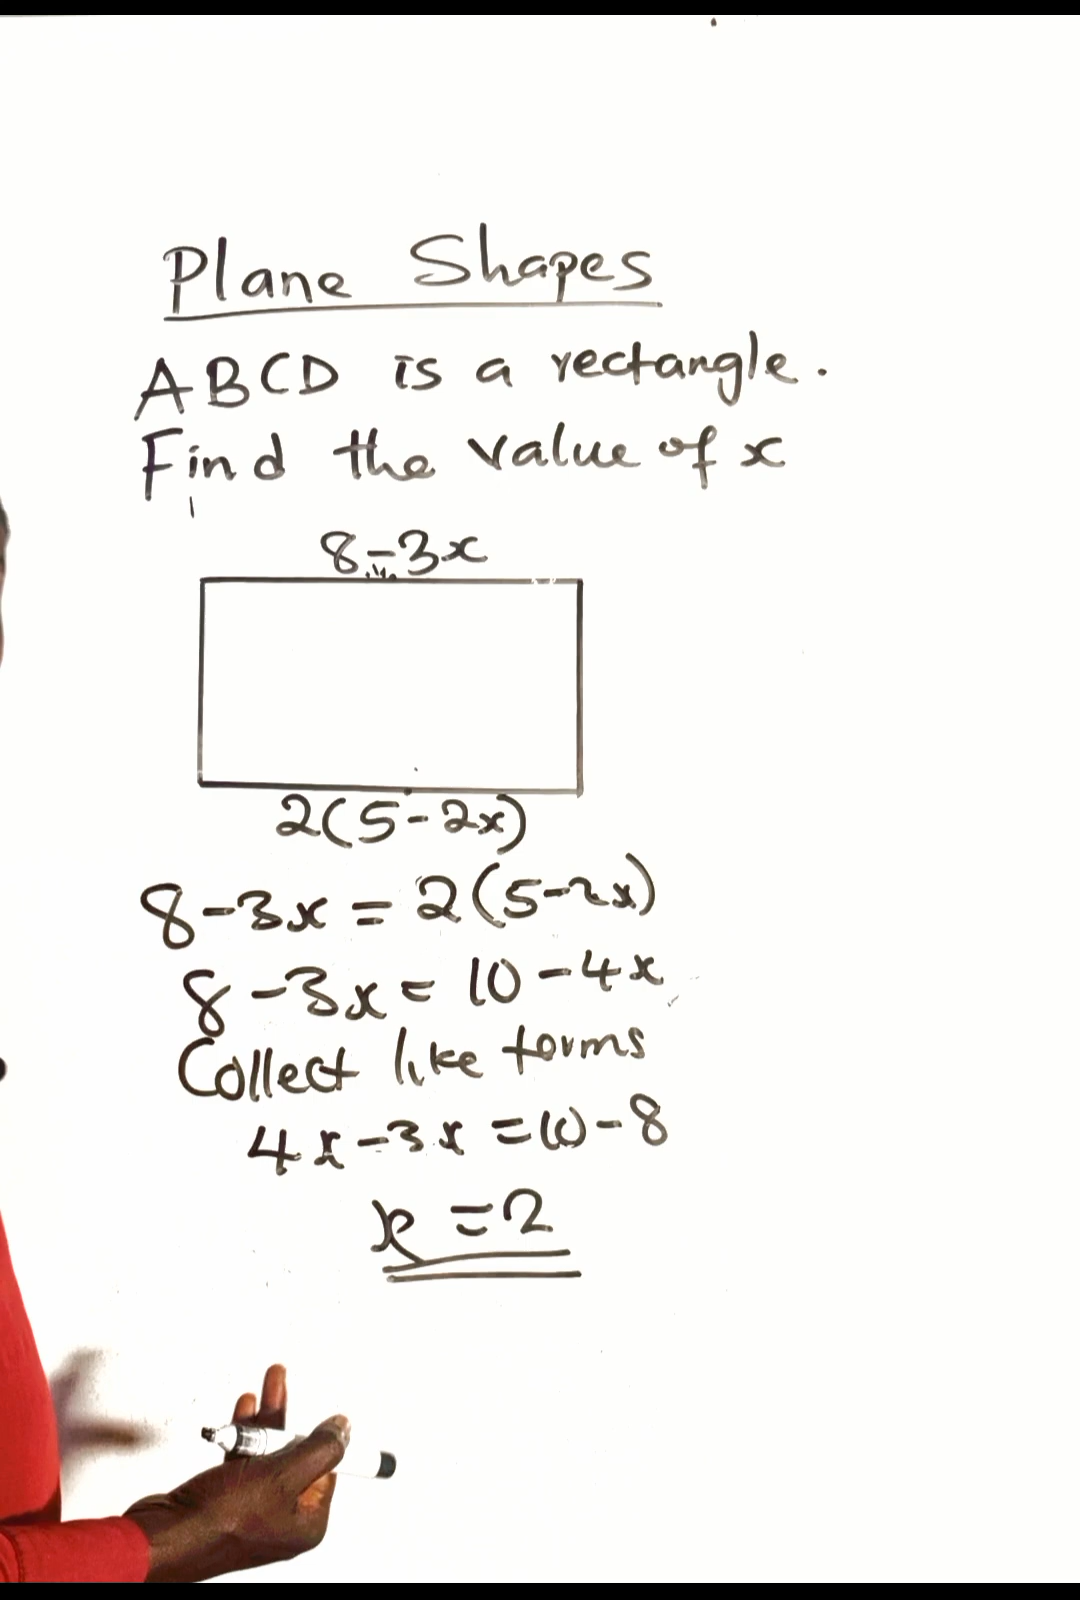 Plane Shapes
ABCD is a rectangle.
Find the value of x
8-3x
2(5-2x)
8-3x = 2(5-2x)
8-3x = 10-4x
Collect like terms
4x-3x = 10-8
x = 2